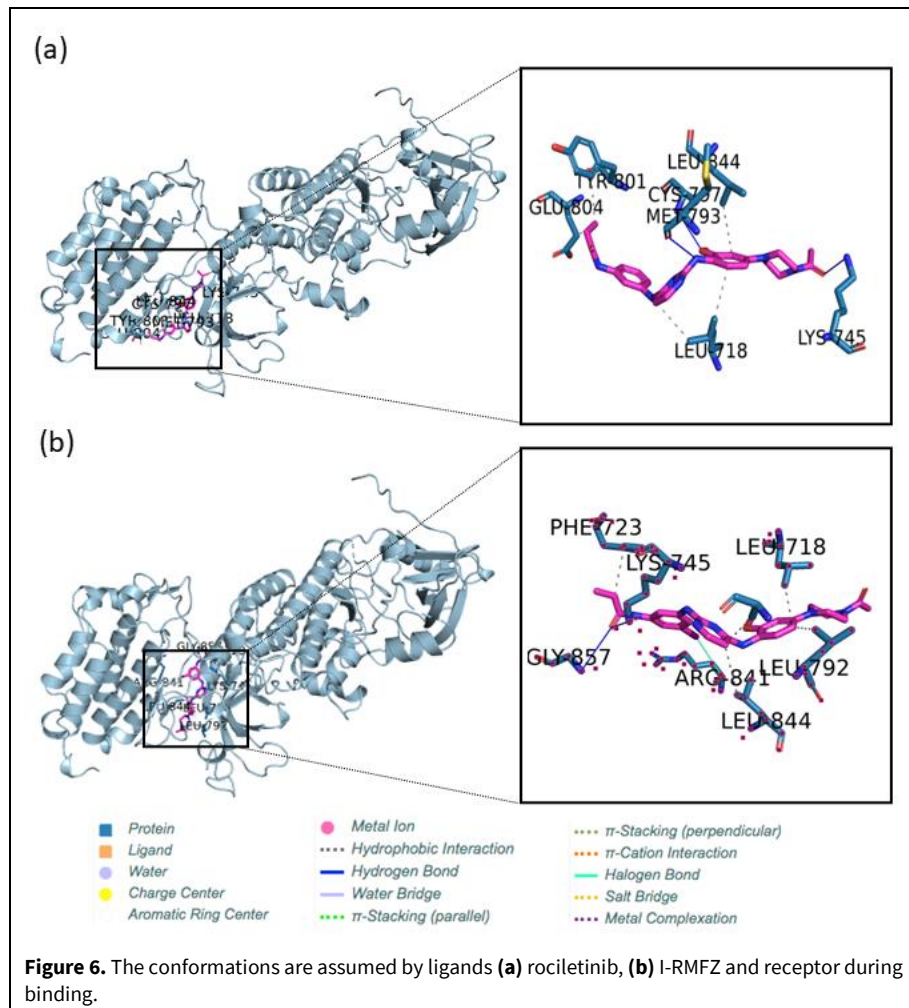 (a)
LEU-844
TYR-801
CYS-797
GLU-804
MET-793
LEU-718
LYS-745
(b)
PHE-723
LYS-745
LEU-718
GLY-857
ARG-841
LEU-792
LEU-844
Protein
Ligand
Water
Charge Center
Aromatic Ring Center
Metal Ion
Hydrophobic Interaction
Hydrogen Bond
Water Bridge
π-Stacking (parallel)
π-Stacking (perpendicular)
π-Cation Interaction
Halogen Bond
Salt Bridge
Metal Complexation
Figure 6. The conformations are assumed by ligands (a) rociletinib, (b) I-RMFZ and receptor during
binding.